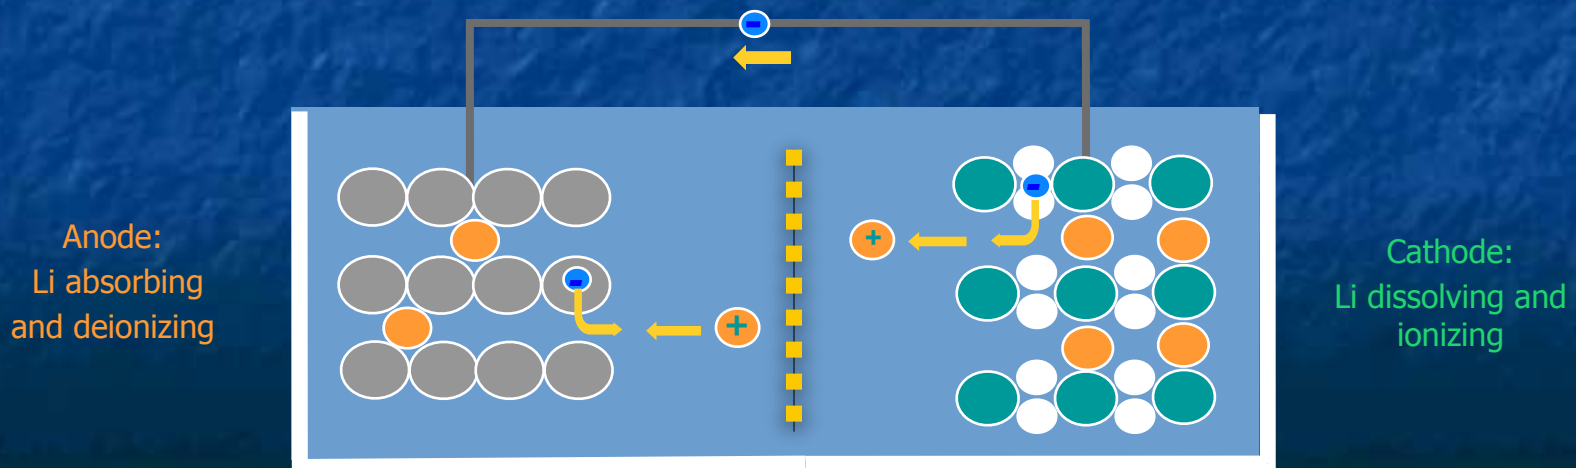 -
Anode:
Li absorbing
and deionizing
-
+
-
+
Cathode:
Li dissolving and
ionizing